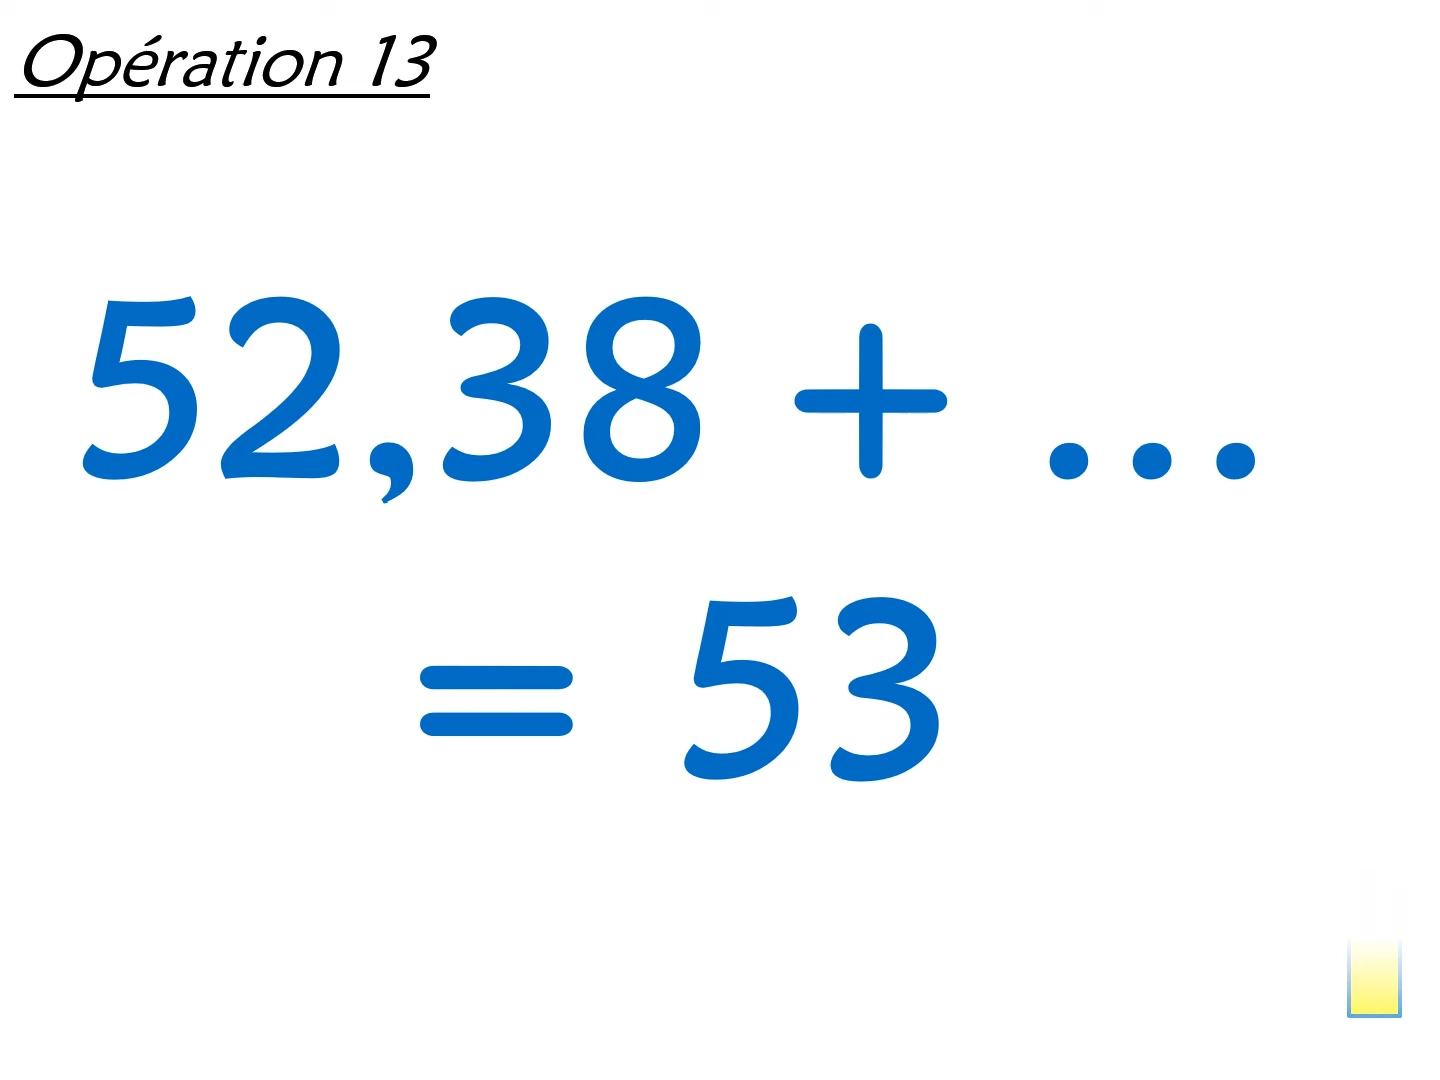 Opération 13
52,38 + ...
= 53